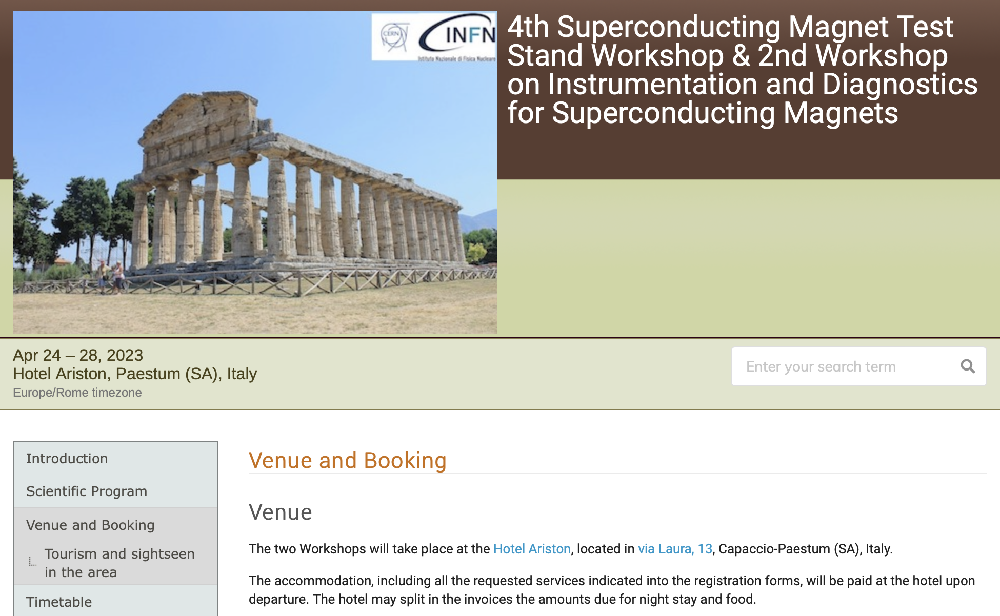 CERN
INFN
Istituto Nazionale di Fisica Nucleare
4th Superconducting Magnet Test
Stand Workshop & 2nd Workshop
on Instrumentation and Diagnostics
for Superconducting Magnets
Apr 24 – 28, 2023
Hotel Ariston, Paestum (SA), Italy
Europe/Rome timezone
Enter your search term
Introduction
Scientific Program
Venue and Booking
Tourism and sightseen
in the area
Timetable
Venue and Booking
Venue
The two Workshops will take place at the Hotel Ariston, located in via Laura, 13, Capaccio-Paestum (SA), Italy.
The accommodation, including all the requested services indicated into the registration forms, will be paid at the hotel upon
departure. The hotel may split in the invoices the amounts due for night stay and food.